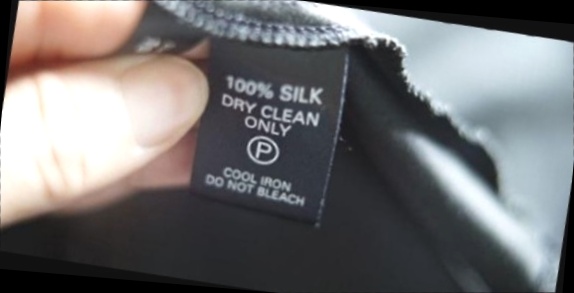 100% SILK
DRY CLEAN
ONLY
P
COOL IRON
DO NOT BLEACH